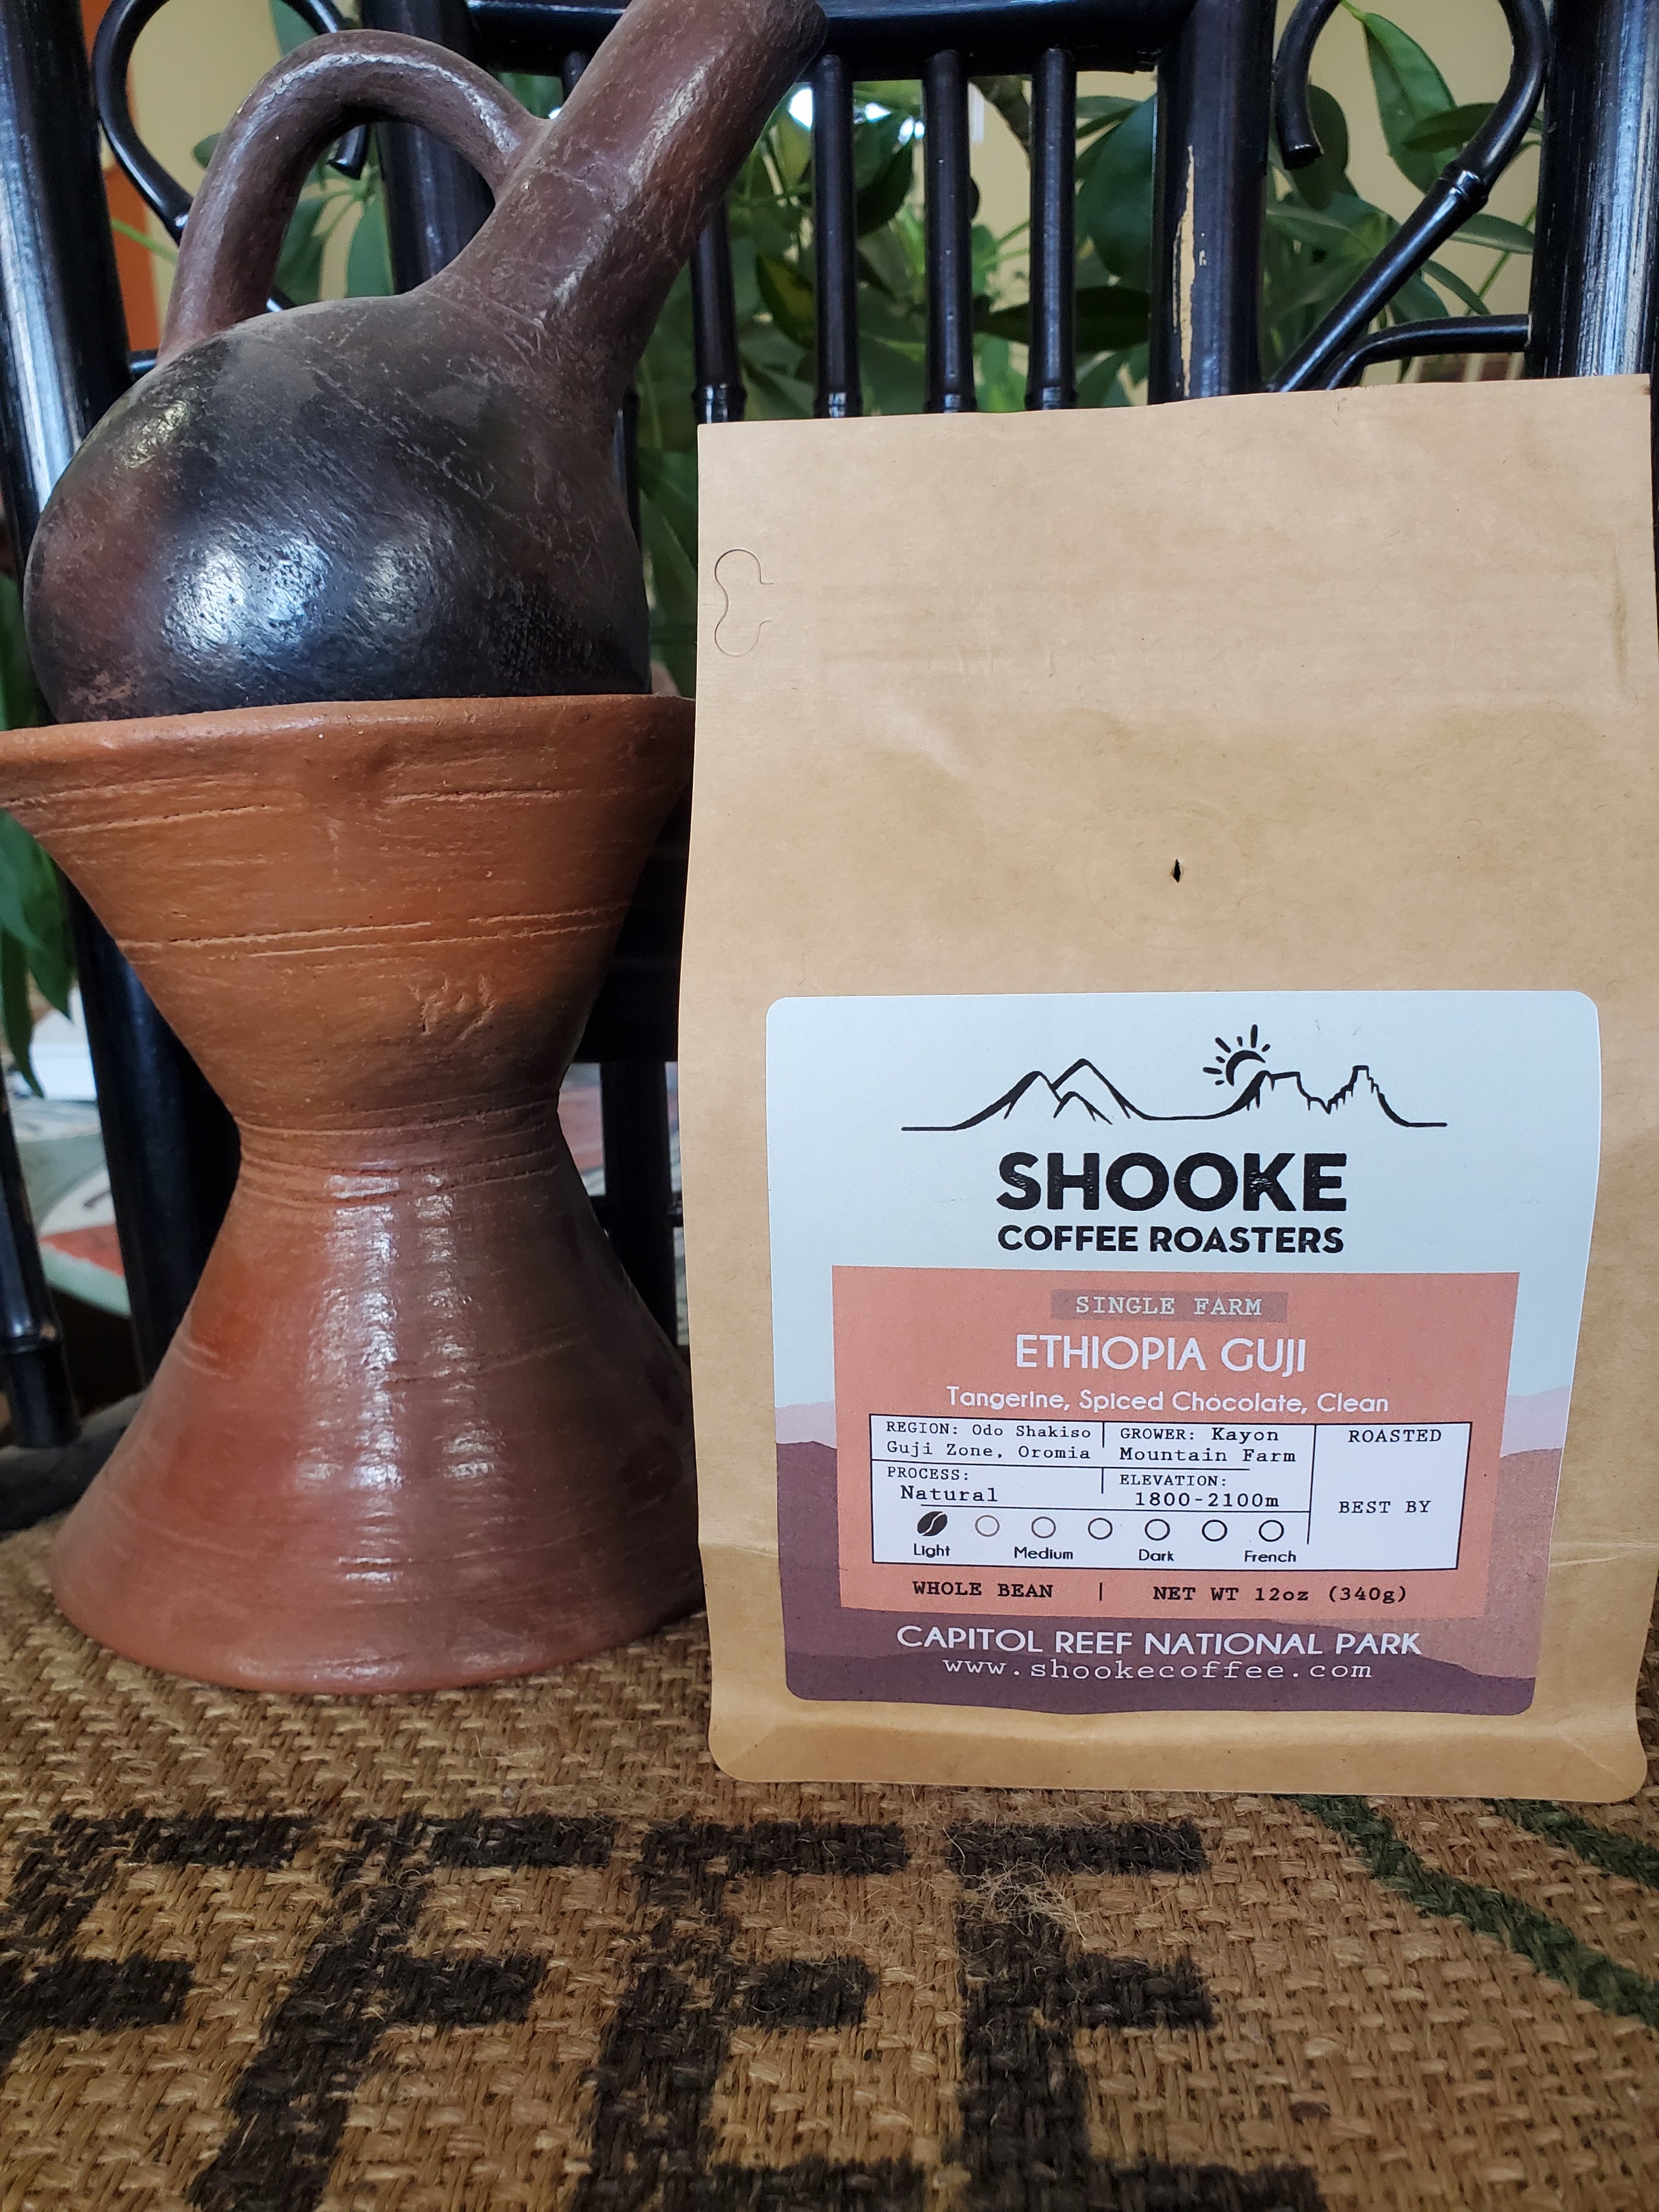 SHOOKE
COFFEE ROASTERS
SINGLE FARM
ETHIOPIA GUJI
Tangerine, Spiced Chocolate, Clean
REGION: Odo Shakiso
Guji Zone, Oromia
GROWER: Kayon
Mountain Farm
ROASTED
PROCESS:
Natural
ELEVATION:
1800-2100m
BEST BY
Light Medium Dark French
WHOLE BEAN | NET WT 12oz (340g)
CAPITOL REEF NATIONAL PARK
www.shookecoffee.com